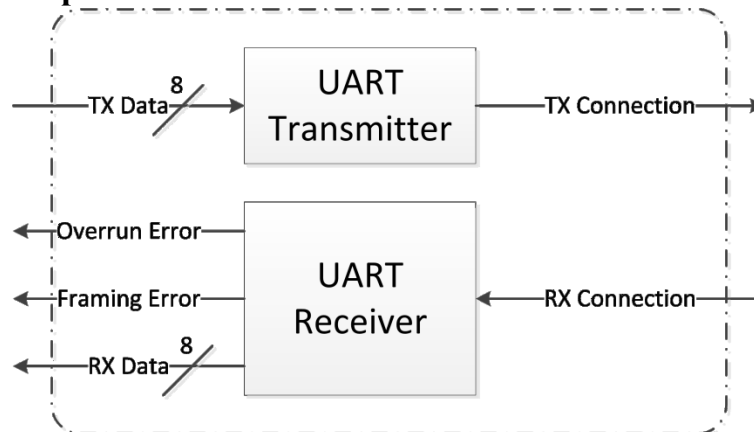 8
TX Data
UART
Transmitter
TX Connection
Overrun Error
Framing Error
8
RX Data
UART
Receiver
RX Connection